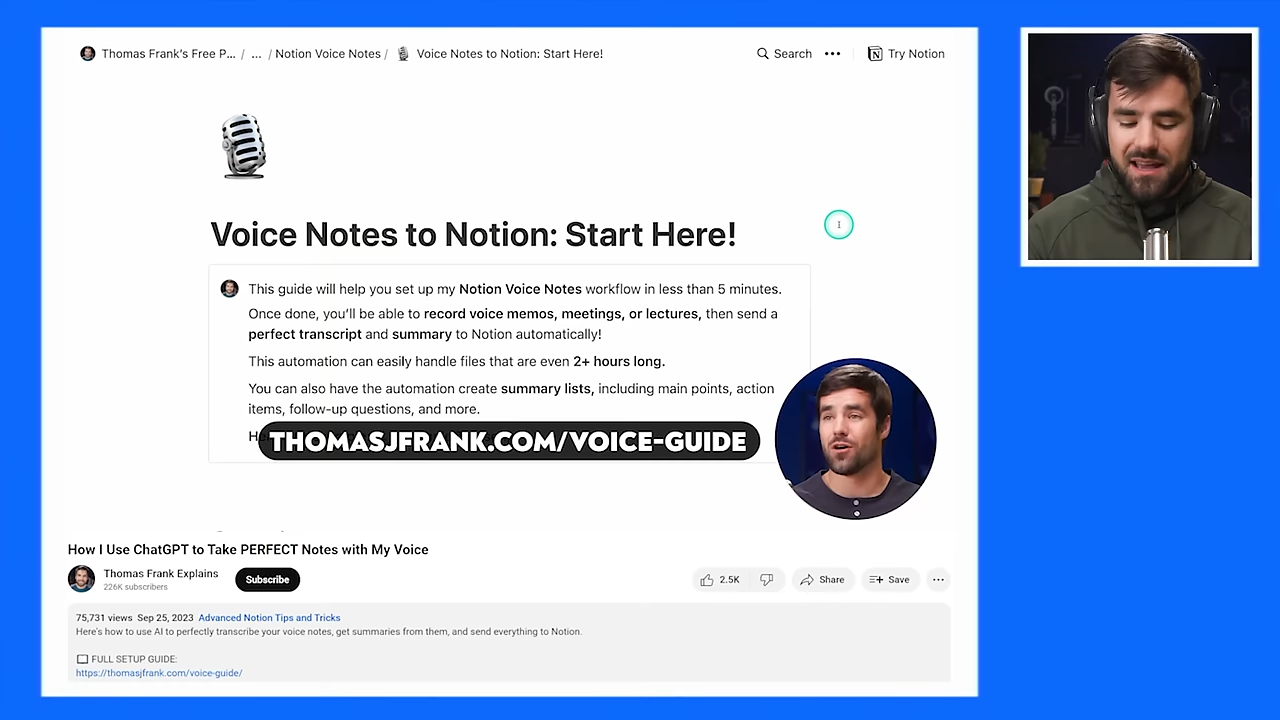 Thomas Frank's Free P... / ... / Notion Voice Notes / Voice Notes to Notion: Start Here!
Search ••• Try Notion
Voice Notes to Notion: Start Here!
This guide will help you set up my Notion Voice Notes workflow in less than 5 minutes.
Once done, you'll be able to record voice memos, meetings, or lectures, then send a
perfect transcript and summary to Notion automatically!
This automation can easily handle files that are even 2+ hours long.
You can also have the automation create summary lists, including main points, action
items, follow-up questions, and more.
THOMASJFRANK.COM/VOICE-GUIDE
How I Use ChatGPT to Take PERFECT Notes with My Voice
Thomas Frank Explains
226K subscribers
Subscribe
2.5K
Share
Save
75,731 views Sep 25, 2023 Advanced Notion Tips and Tricks
Here's how to use AI to perfectly transcribe your voice notes, get summaries from them, and send everything to Notion.
FULL SETUP GUIDE:
https://thomasjfrank.com/voice-guide/